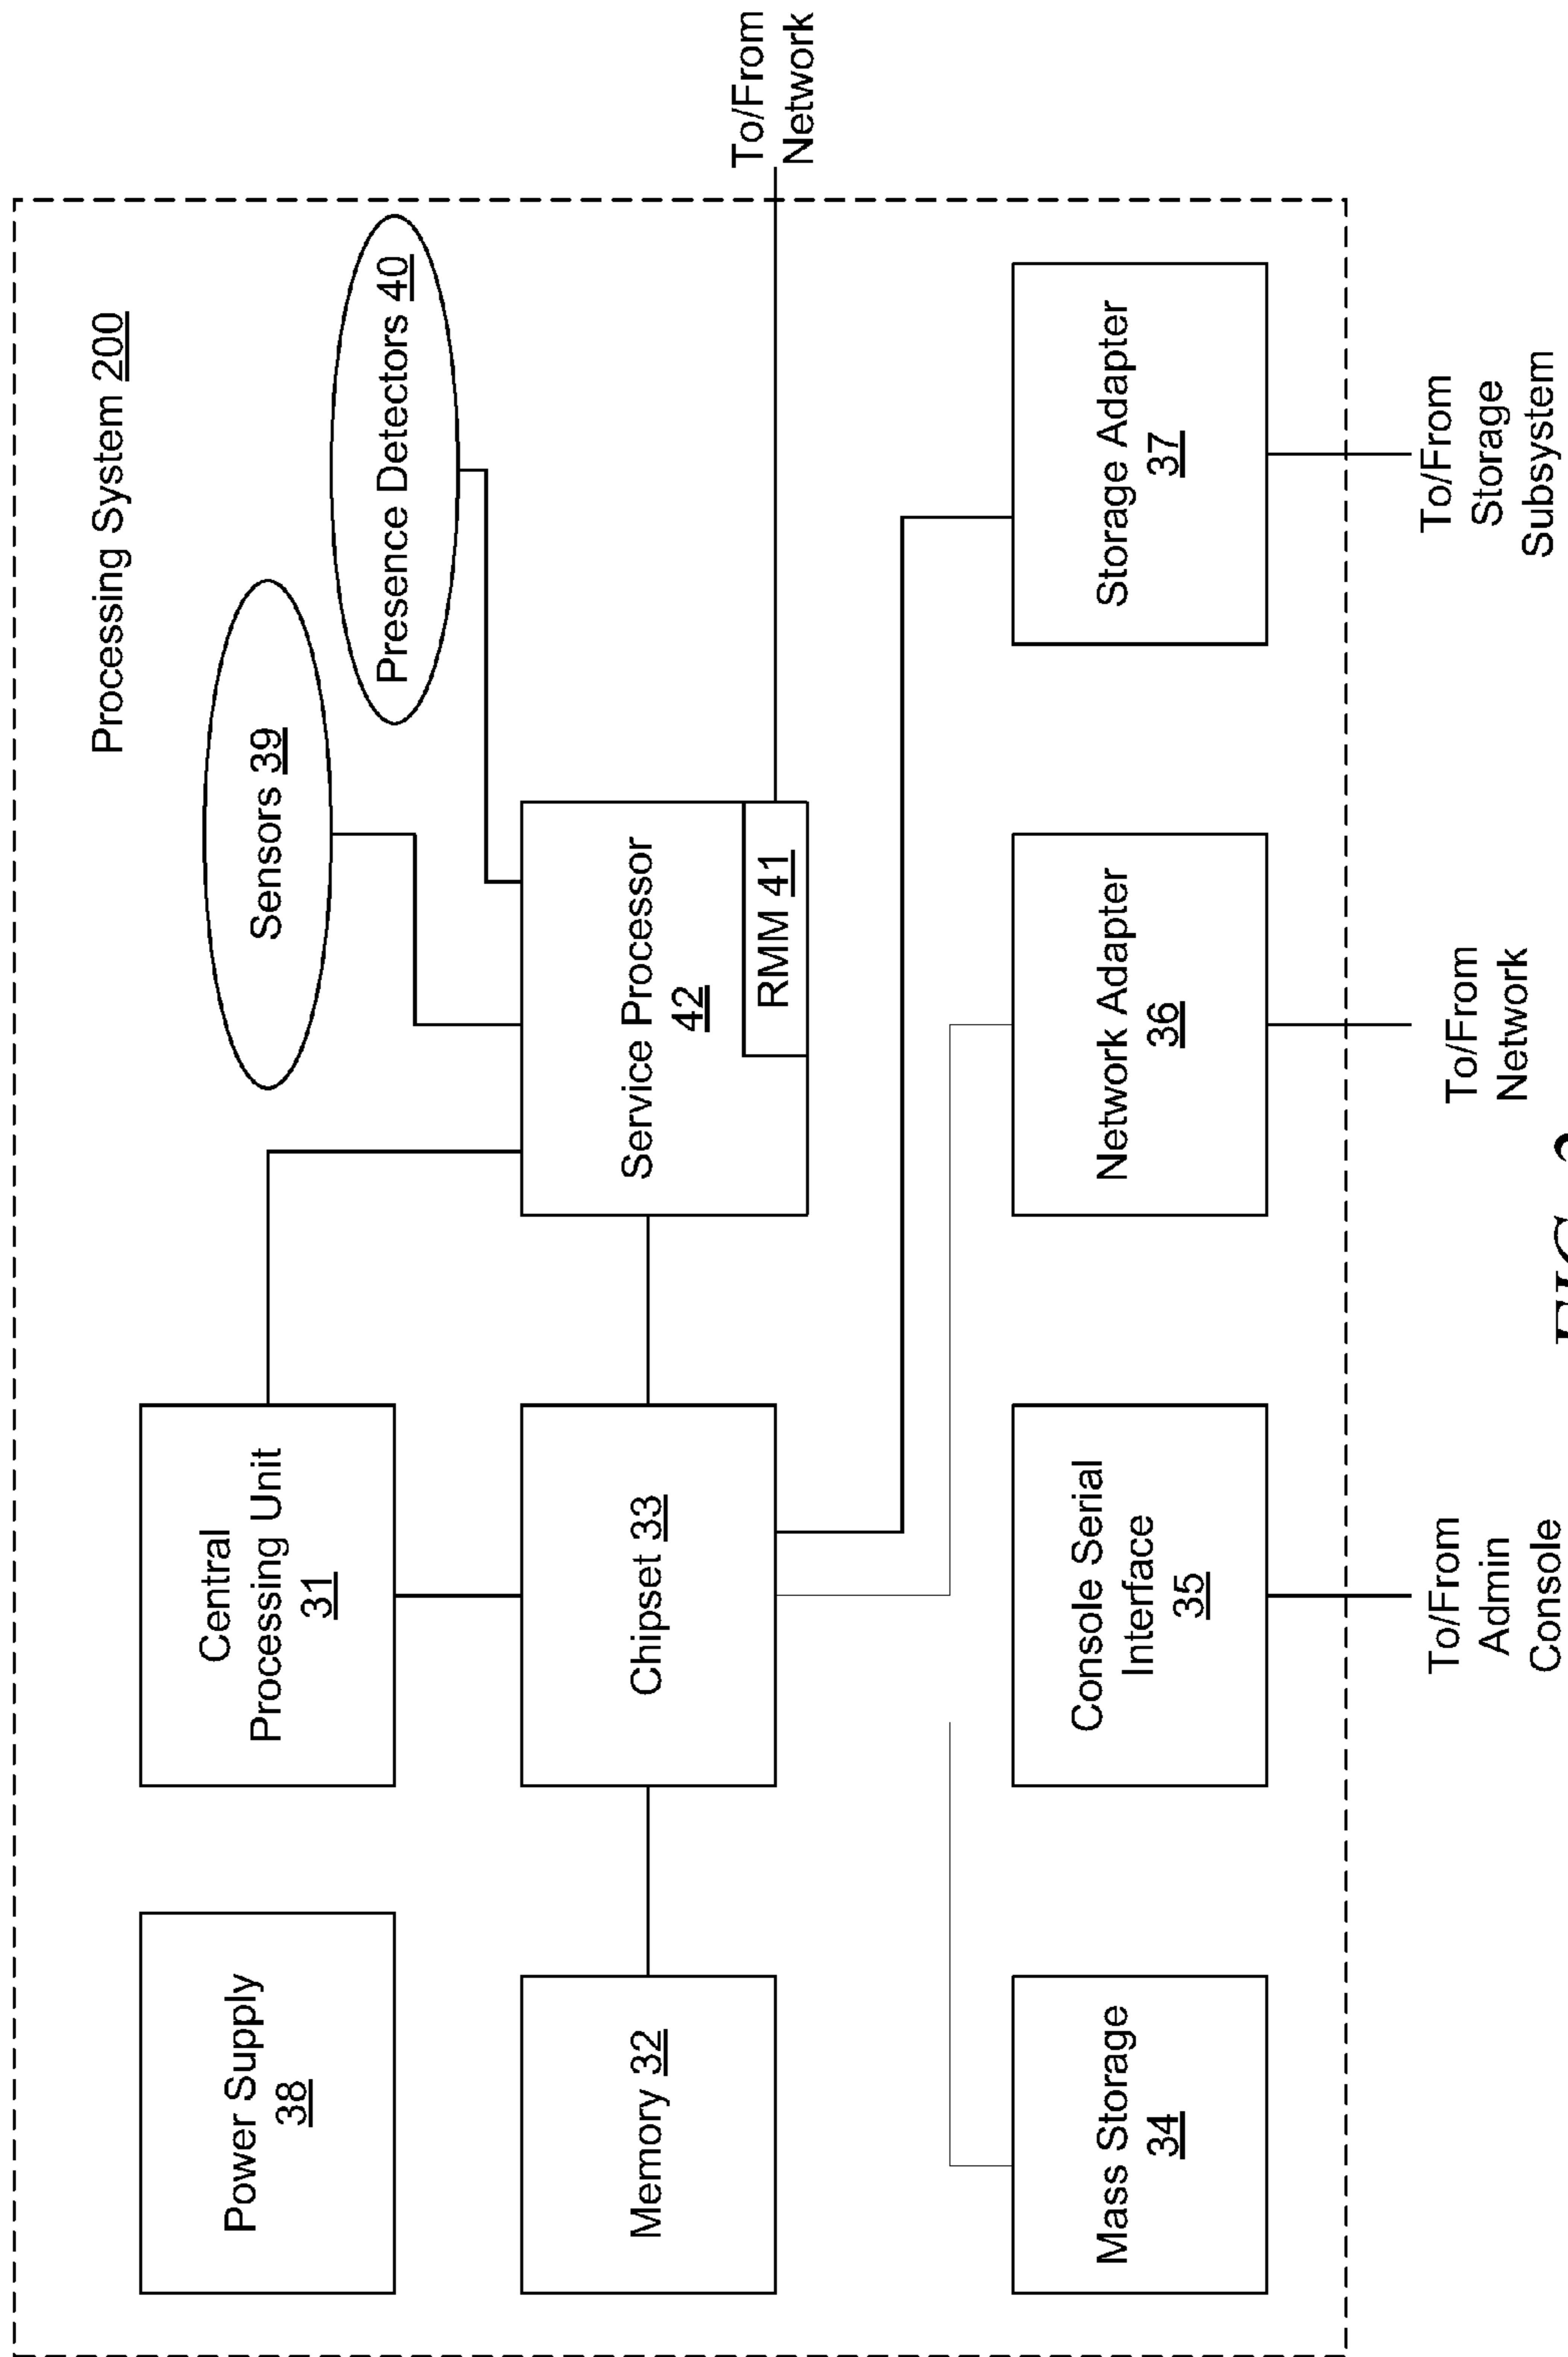 Processing System 200
Power Supply
38
Central
Processing Unit
31
Sensors 39
Presence Detectors 40
Memory 32
Chipset 33
Service Processor
42
RMM 41
To/From
Network
Mass Storage
34
Console Serial
Interface
35
Network Adapter
36
Storage Adapter
37
To/From
Admin
Console
To/From
Network
To/From
Storage
Subsystem